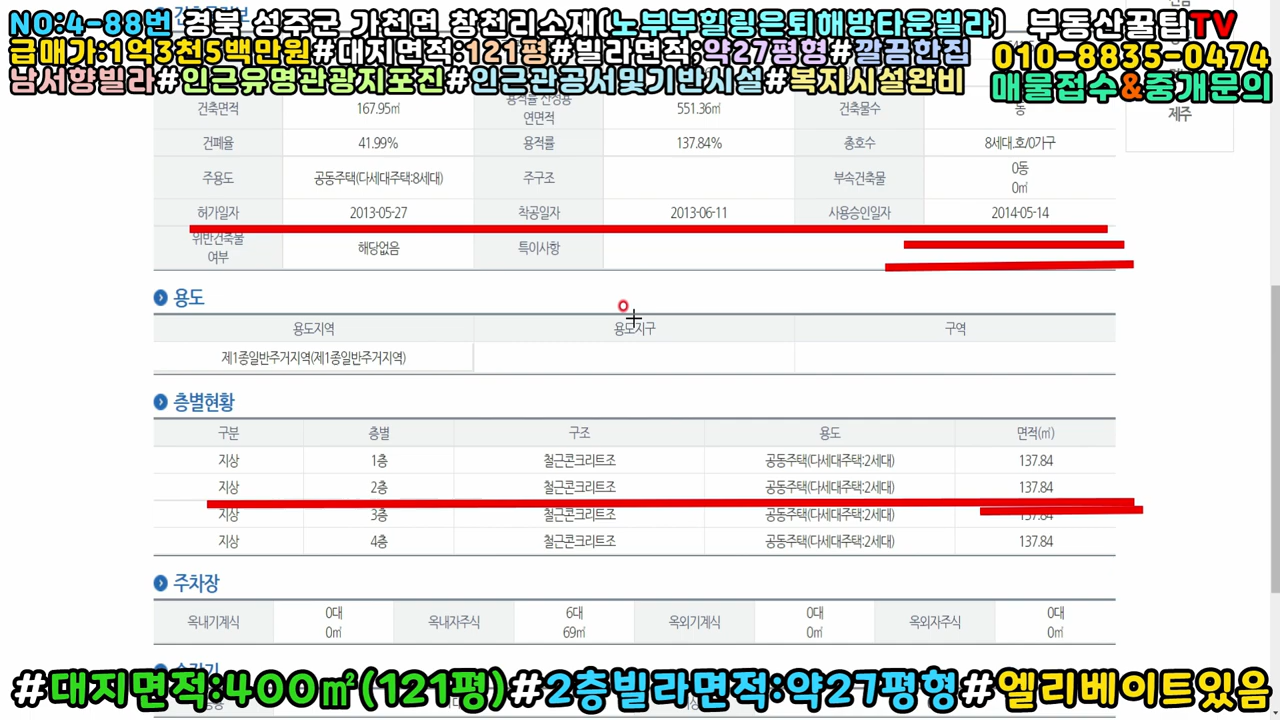 NO:4-88번 경북 성주군 가천면 창천리소재(노부부힐링은퇴해방타운빌라) 부동산꿀팁TV
급매가:1억3천5백만원#대지면적:121평#빌라면적;약27평형#깔끔한집 010-8835-0474
남서향빌라#인근유명관광지포진#인근관공서및기반시설#복지시설완비 매물접수&중개문의
제주
건축면적 167.95㎡ 용적률 산정용 연면적 551.36㎡ 건축물수 동
건폐율 41.99% 용적률 137.84% 총호수 8세대.호/0가구
주용도 공동주택(다세대주택:8세대) 주구조 부속건축물 0동 0㎡
허가일자 2013-05-27 착공일자 2013-06-11 사용승인일자 2014-05-14
위반건축물 여부 해당없음 특이사항
용도
용도지역 용도지구 구역
제1종일반주거지역(제1종일반주거지역)
층별현황
구분 층별 구조 용도 면적(㎡)
지상 1층 철근콘크리트조 공동주택(다세대주택:2세대) 137.84
지상 2층 철근콘크리트조 공동주택(다세대주택:2세대) 137.84
지상 3층 철근콘크리트조 공동주택(다세대주택:2세대) 137.84
지상 4층 철근콘크리트조 공동주택(다세대주택:2세대) 137.84
주차장
옥내기계식 0대 0㎡ 옥내자주식 6대 69㎡ 옥외기계식 0대 0㎡ 옥외자주식 0대 0㎡
#대지면적:400㎡(121평)#2층빌라면적:약27평형#엘리베이트있음